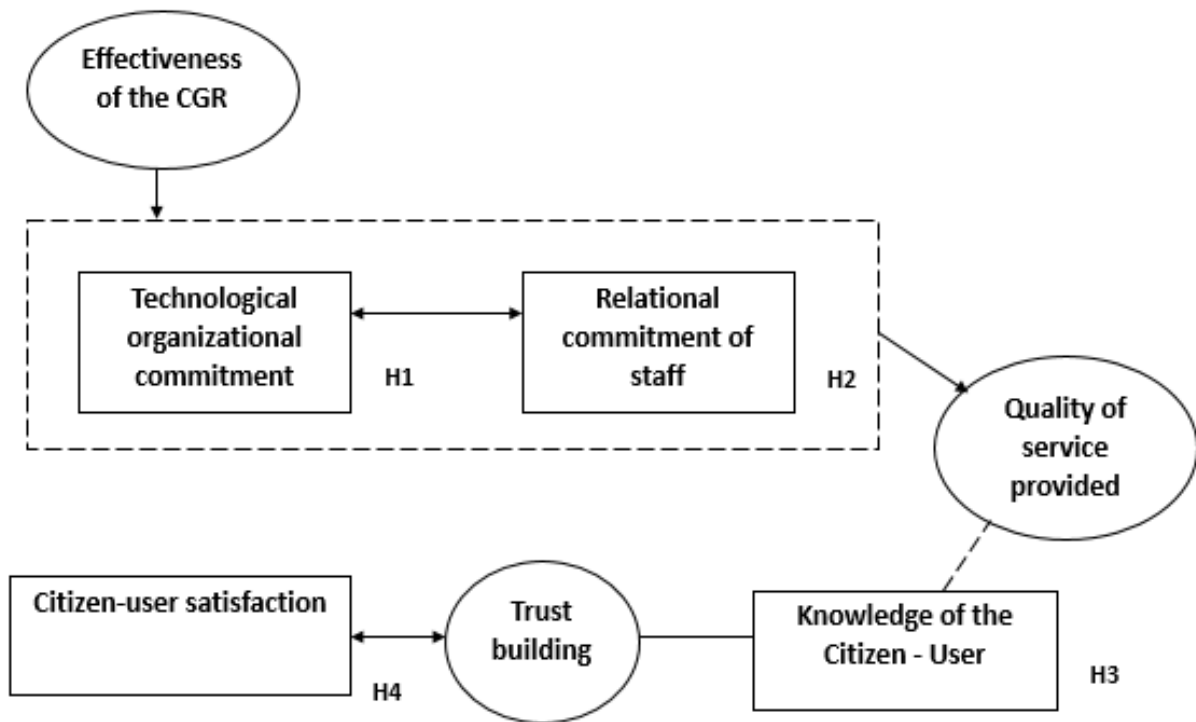 Effectiveness
of the CGR
Technological
organizational
commitment
H1
Relational
commitment of
staff
H2
Quality of
service
provided
Citizen-user satisfaction
H4
Trust
building
Knowledge of the
Citizen - User
H3